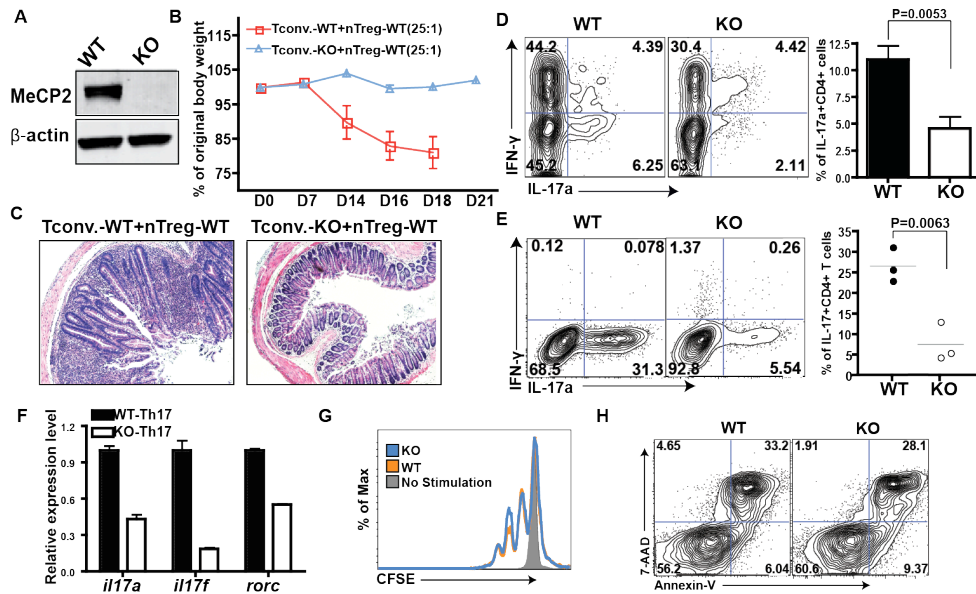 A
WT
KO
MeCP2
β-actin
B
% of original body weight
115
105
95
85
75
Tconv.-WT+nTreg-WT(25:1)
Tconv.-KO+nTreg-WT(25:1)
D0 D7 D14 D16 D18 D21
C
Tconv.-WT+nTreg-WT
Tconv.-KO+nTreg-WT
D
WT
KO
44.2 4.39
45.2 6.25
30.4 4.42
63.1 2.11
IFN-γ
IL-17a
P=0.0053
% of IL-17a+CD4+ cells
12.5
10.0
7.5
5.0
2.5
0.0
WT KO
E
WT
KO
0.12 0.078
68.5 31.3
1.37 0.26
92.8 5.54
IFN-γ
IL-17a
P=0.0063
% of IL-17+CD4+ T cells
35
30
25
20
15
10
5
0
WT KO
F
WT-Th17
KO-Th17
Relative expression level
1.2
0.9
0.6
0.3
0.0
il17a il17f rorc
G
KO
WT
No Stimulation
% of Max
CFSE
H
WT
KO
4.65 33.2
56.2 6.04
1.91 28.1
60.6 9.37
7-AAD
Annexin-V